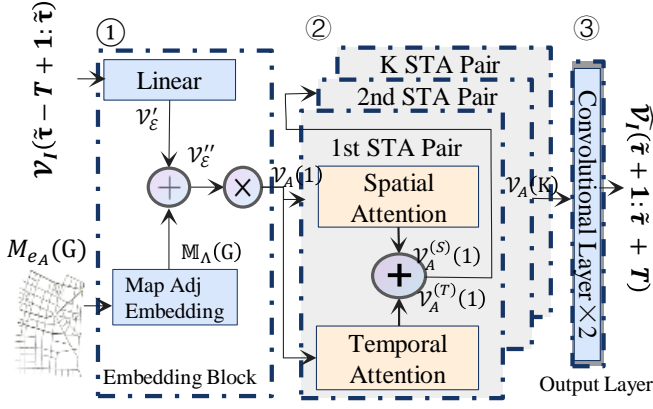 ①
②
③
𝓥_I(τ̃ − T + 1: τ̃)
Linear
𝒱_ℰ′
𝒱_ℰ′′
+
×
𝕄_Λ(G)
M_{e_A}(G)
Map Adj
Embedding
Embedding Block
𝒱_A(1)
K STA Pair
2nd STA Pair
1st STA Pair
Spatial
Attention
𝒱_A^{(S)}(1)
+
𝒱_A^{(T)}(1)
Temporal
Attention
𝒱_A(K)
Convolutional Layer×2
Output Layer
𝓥̂_I(τ̃ + 1: τ̃ + T)